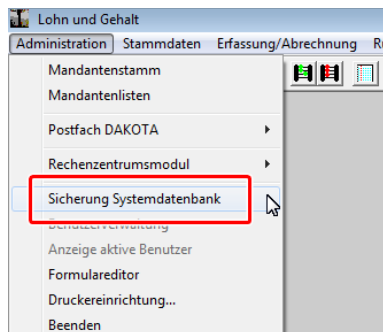 Lohn und Gehalt
Administration Stammdaten Erfassung/Abrechnung
Mandantenstamm
Mandantenlisten
Postfach DAKOTA
Rechenzentrumsmodul
Sicherung Systemdatenbank
Benutzerverwaltung
Anzeige aktive Benutzer
Formulareditor
Druckereinrichtung...
Beenden